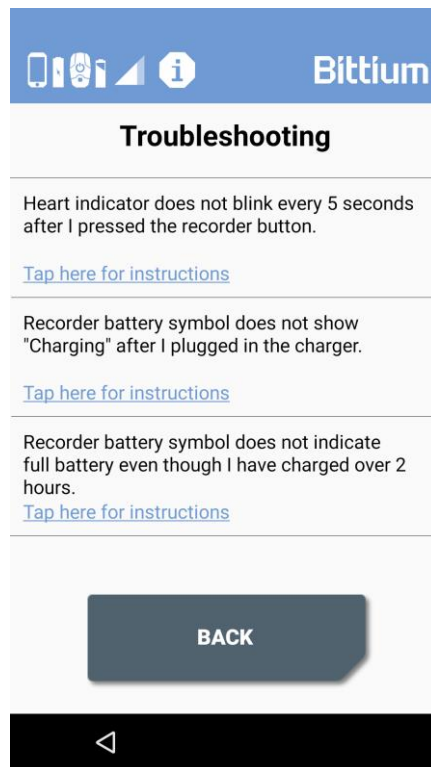 Bittium
Troubleshooting
Heart indicator does not blink every 5 seconds
after I pressed the recorder button.
Tap here for instructions
Recorder battery symbol does not show
"Charging" after I plugged in the charger.
Tap here for instructions
Recorder battery symbol does not indicate
full battery even though I have charged over 2
hours.
Tap here for instructions
BACK